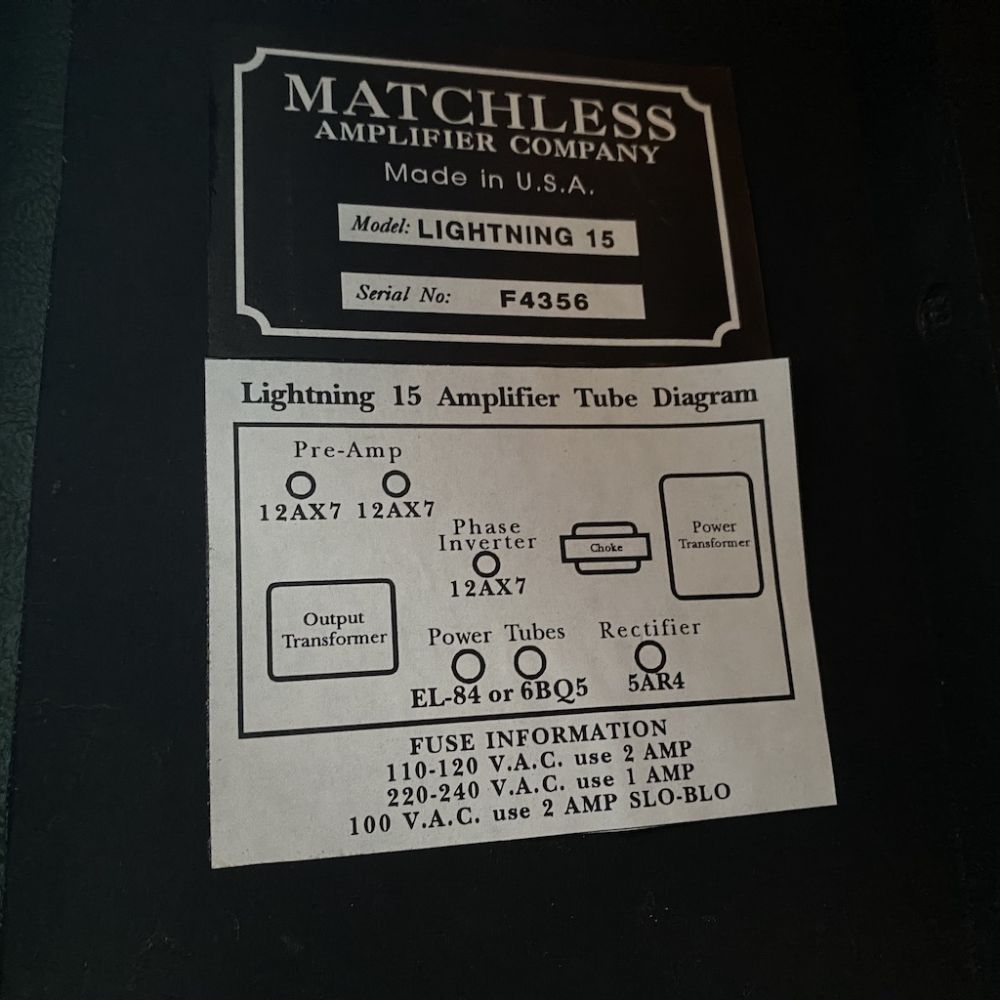 MATCHLESS
AMPLIFIER COMPANY
Made in U.S.A.
Model: LIGHTNING 15
Serial No: F4356
Lightning 15 Amplifier Tube Diagram
Pre-Amp
12AX7 12AX7
Phase
Inverter
12AX7
Choke
Power
Transformer
Output
Transformer
Power Tubes
EL-84 or 6BQ5
Rectifier
5AR4
FUSE INFORMATION
110-120 V.A.C. use 2 AMP
220-240 V.A.C. use 1 AMP
100 V.A.C. use 2 AMP SLO-BLO